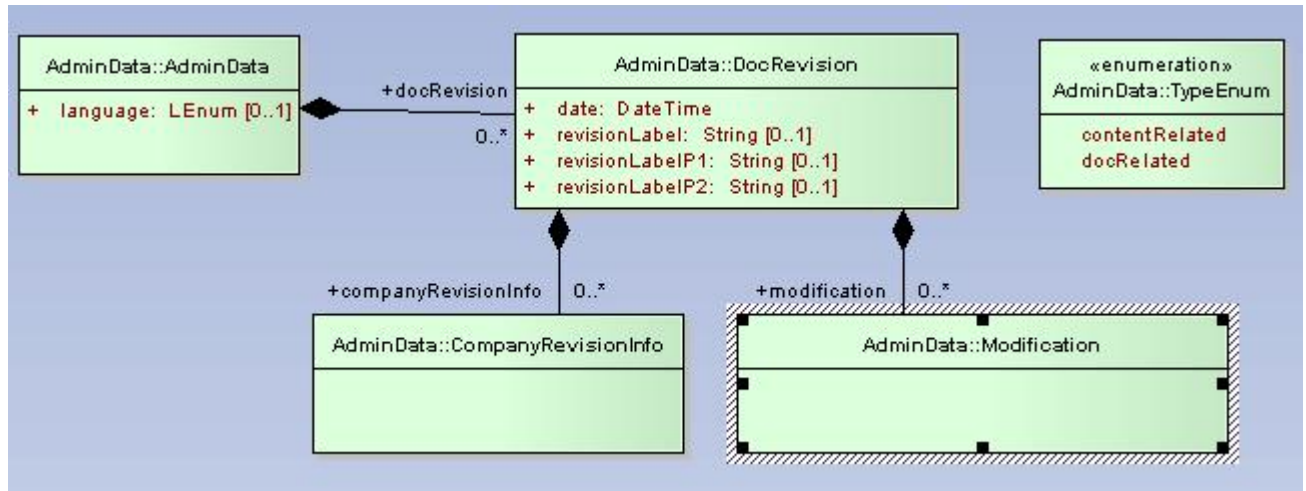 AdminData::AdminData
+ language: LEnum [0..1]
+docRevision
0..*
AdminData::DocRevision
+ date: DateTime
+ revisionLabel: String [0..1]
+ revisionLabelP1: String [0..1]
+ revisionLabelP2: String [0..1]
«enumeration»
AdminData::TypeEnum
contentRelated
docRelated
+companyRevisionInfo 0..*
+modification 0..*
AdminData::CompanyRevisionInfo
AdminData::Modification